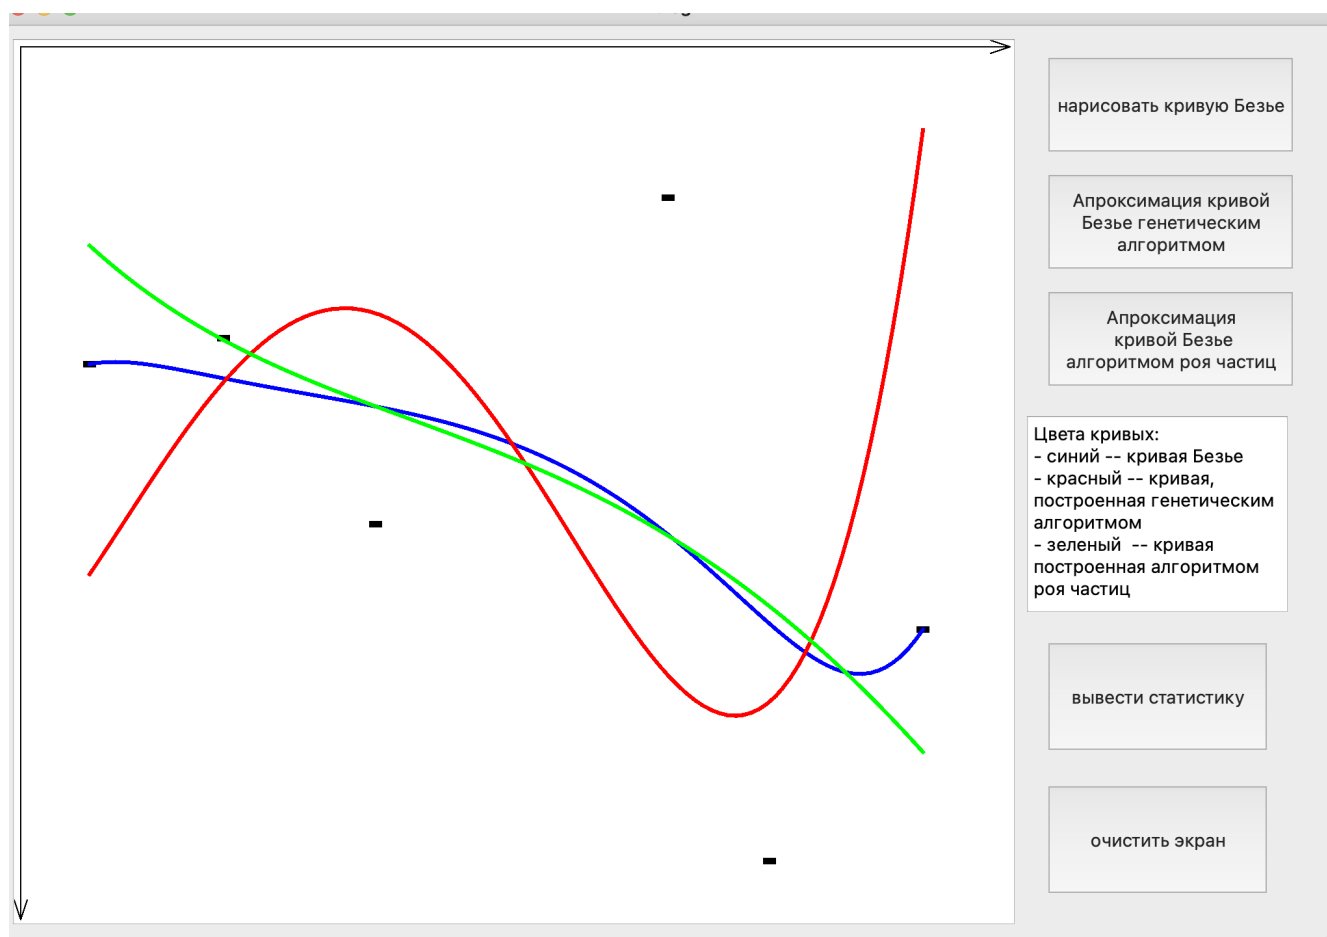 нарисовать кривую Безье
Апроксимация кривой
Безье генетическим
алгоритмом
Апроксимация
кривой Безье
алгоритмом роя частиц
Цвета кривых:
- синий -- кривая Безье
- красный -- кривая,
построенная генетическим
алгоритмом
- зеленый  -- кривая
построенная алгоритмом
роя частиц
вывести статистику
очистить экран